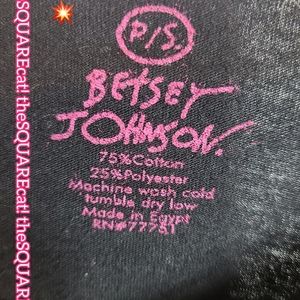 P/S.
BETSEY
JOHNSON.
75%Cotton
25%Polyester
Machine wash cold
tumble dry low
Made in Egypt
RN#77751
SQUAREcat! theSQUAREcat! theSQUAREcat! theSQUARE